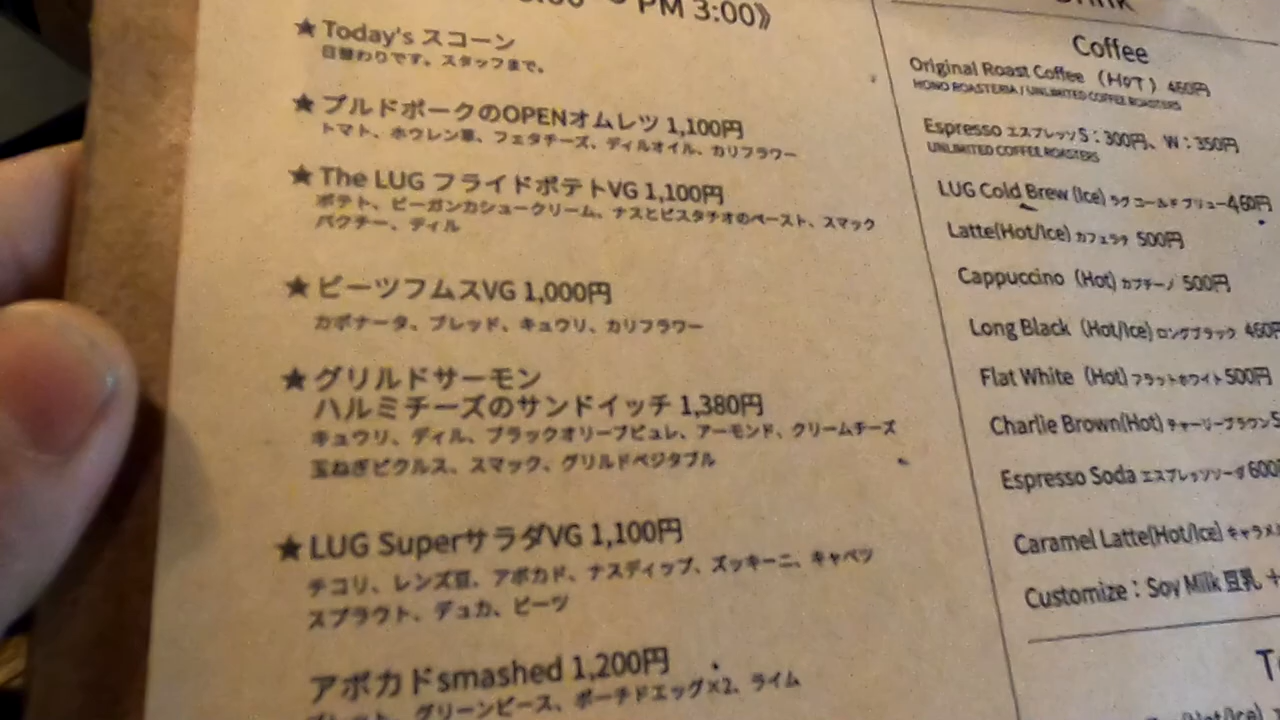 PM 3:00》
★ Today's スコーン
日替わりです。スタッフまで。
★ プルドポークのOPENオムレツ 1,100円
トマト、ホウレン草、フェタチーズ、ディルオイル、カリフラワー
★ The LUG フライドポテトVG 1,100円
ポテト、ビーガンカシュークリーム、ナスとピスタチオのペースト、スマック
パクチー、ディル
★ ビーツフムスVG 1,000円
カポナータ、ブレッド、キュウリ、カリフラワー
★ グリルドサーモン
ハルミチーズのサンドイッチ 1,380円
キュウリ、ディル、ブラックオリーブピュレ、アーモンド、クリームチーズ
玉ねぎピクルス、スマック、グリルドベジタブル
★ LUG SuperサラダVG 1,100円
チコリ、レンズ豆、アボカド、ナスディップ、ズッキーニ、キャベツ
スプラウト、デュカ、ビーツ
アボカドsmashed 1,200円
グリーンピース、ポーチドエッグ×2、ライム
Coffee
Original Roast Coffee （HOT） 460円
HONO ROASTERIA / UNLIMITED COFFEE ROASTERS
Espresso エスプレッソ S：300円、W：350円
UNLIMITED COFFEE ROASTERS
LUG Cold Brew (Ice) ラグ コールドブリュー 460円
Latte(Hot/Ice) カフェラテ 500円
Cappuccino （Hot) カプチーノ 500円
Long Black （Hot/Ice) ロングブラック 460円
Flat White （Hot) フラットホワイト 500円
Charlie Brown(Hot) チャーリーブラウン 5
Espresso Soda エスプレッソソーダ 600
Caramel Latte(Hot/Ice) キャラメ
Customize：Soy Milk 豆乳 +